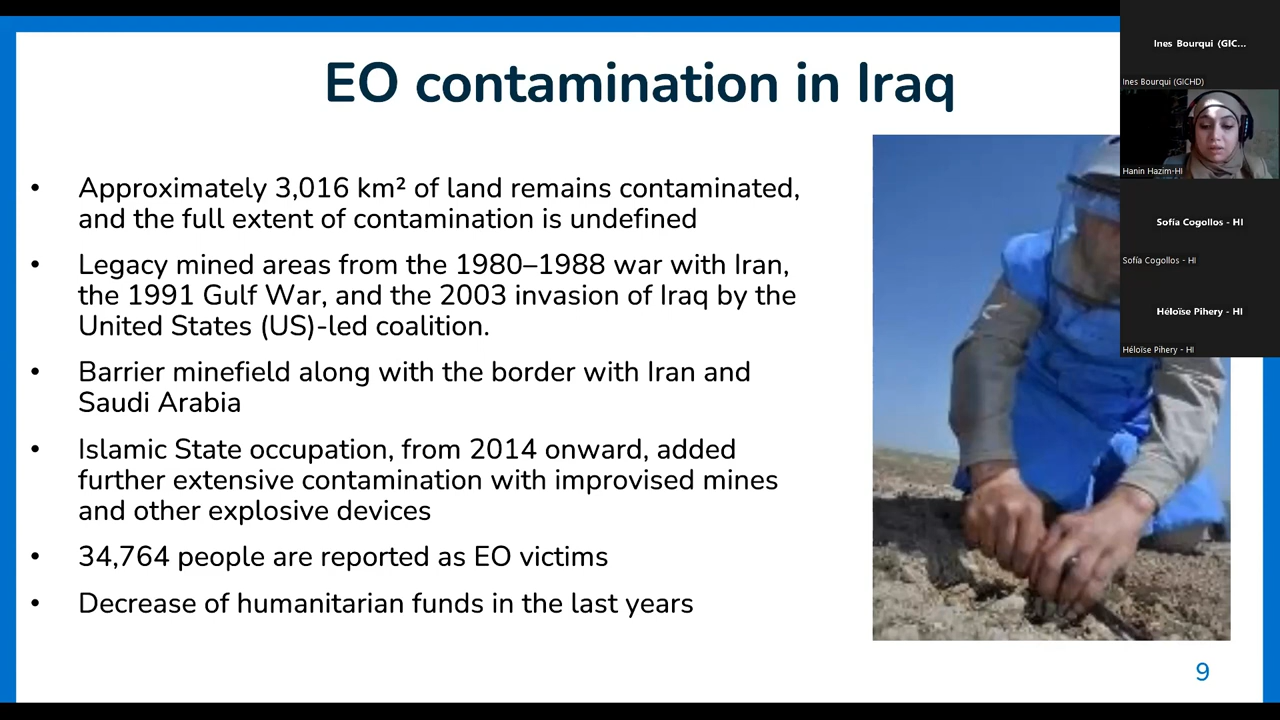 EO contamination in Iraq
• Approximately 3,016 km² of land remains contaminated,
and the full extent of contamination is undefined
• Legacy mined areas from the 1980–1988 war with Iran,
the 1991 Gulf War, and the 2003 invasion of Iraq by the
United States (US)-led coalition.
• Barrier minefield along with the border with Iran and
Saudi Arabia
• Islamic State occupation, from 2014 onward, added
further extensive contamination with improvised mines
and other explosive devices
• 34,764 people are reported as EO victims
• Decrease of humanitarian funds in the last years
9
Ines Bourqui (GIC...
Ines Bourqui (GICHD)
Hanin Hazim-HI
Sofía Cogollos - HI
Sofía Cogollos - HI
Héloïse Pihery - HI
Héloïse Pihery - HI